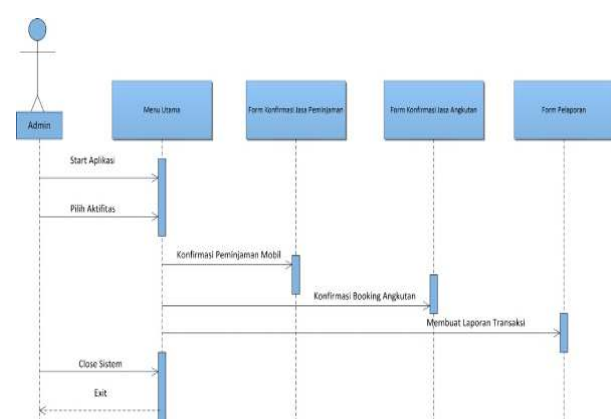 Admin
Menu Utama
Form Konfirmasi Jasa Peminjaman
Form Konfirmasi Jasa Angkutan
Form Pelaporan
Start Aplikasi
Pilih Aktifitas
Konfirmasi Peminjaman Mobil
Konfirmasi Booking Angkutan
Membuat Laporan Transaksi
Close Sistem
Exit